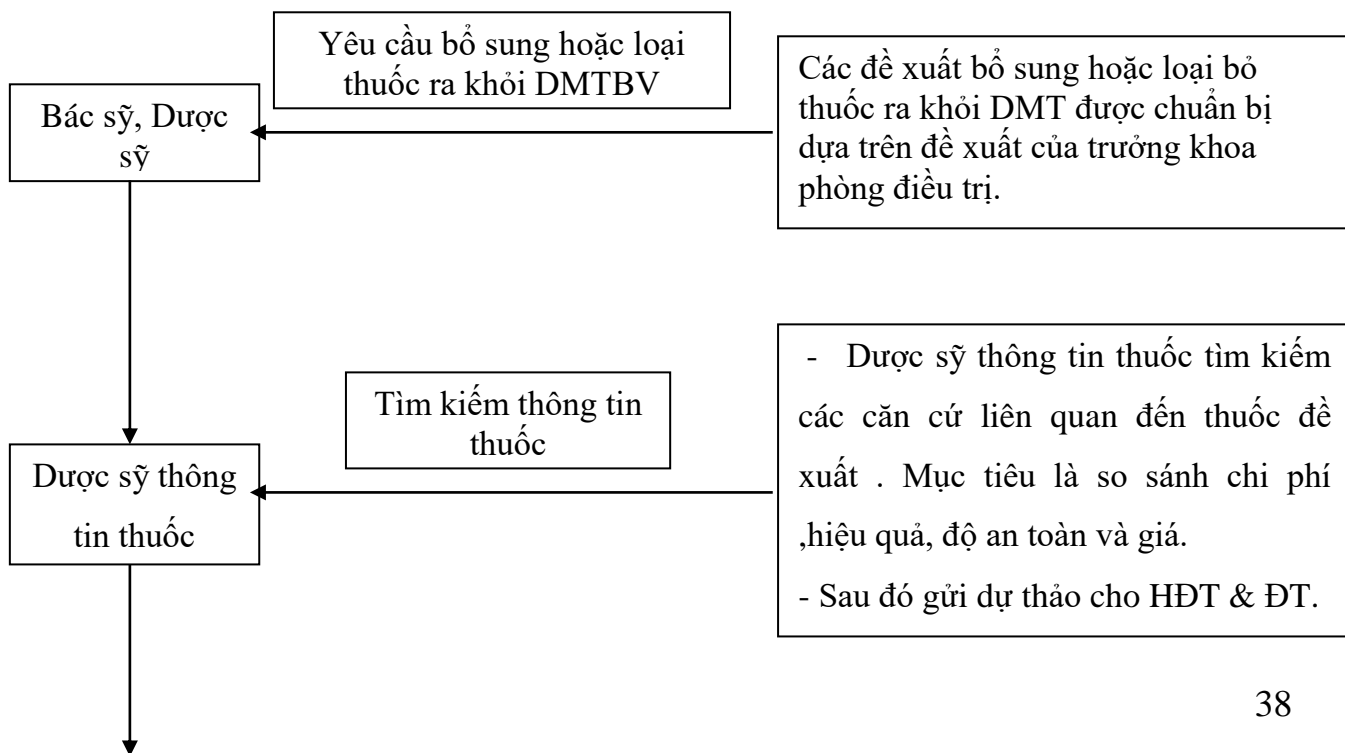 Yêu cầu bổ sung hoặc loại
thuốc ra khỏi DMTBV
Bác sỹ, Dược
sỹ
Các đề xuất bổ sung hoặc loại bỏ
thuốc ra khỏi DMT được chuẩn bị
dựa trên đề xuất của trưởng khoa
phòng điều trị.
Tìm kiếm thông tin
thuốc
Dược sỹ thông
tin thuốc
- Dược sỹ thông tin thuốc tìm kiếm
các căn cứ liên quan đến thuốc đề
xuất . Mục tiêu là so sánh chi phí
,hiệu quả, độ an toàn và giá.
- Sau đó gửi dự thảo cho HĐT & ĐT.
38